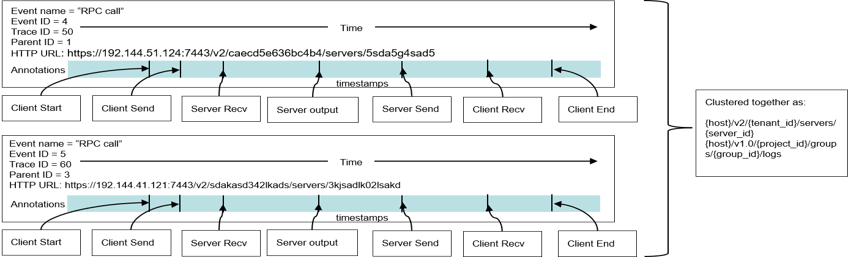 Event name = "RPC call"
Event ID = 4
Trace ID = 50
Time
Parent ID = 1
HTTP URL: https://192.144.51.124:7443/v2/caecd5e636bc4b4/servers/5sda5g4sad5
Annotations
timestamps
Client Start
Client Send
Server Recv
Server output
Server Send
Client Recv
Client End
Event name = "RPC call"
Event ID = 5
Trace ID = 60
Time
Parent ID = 3
HTTP URL: https://192.144.41.121:7443/v2/sdakasd342lkads/servers/3kjsadlk02lsakd
Annotations
timestamps
Client Start
Client Send
Server Recv
Server output
Server Send
Client Recv
Client End
Clustered together as:
{host}/v2/{tenant_id}/servers/
{server_id}
{host}/v1.0/{project_id}/group
s/{group_id}/logs